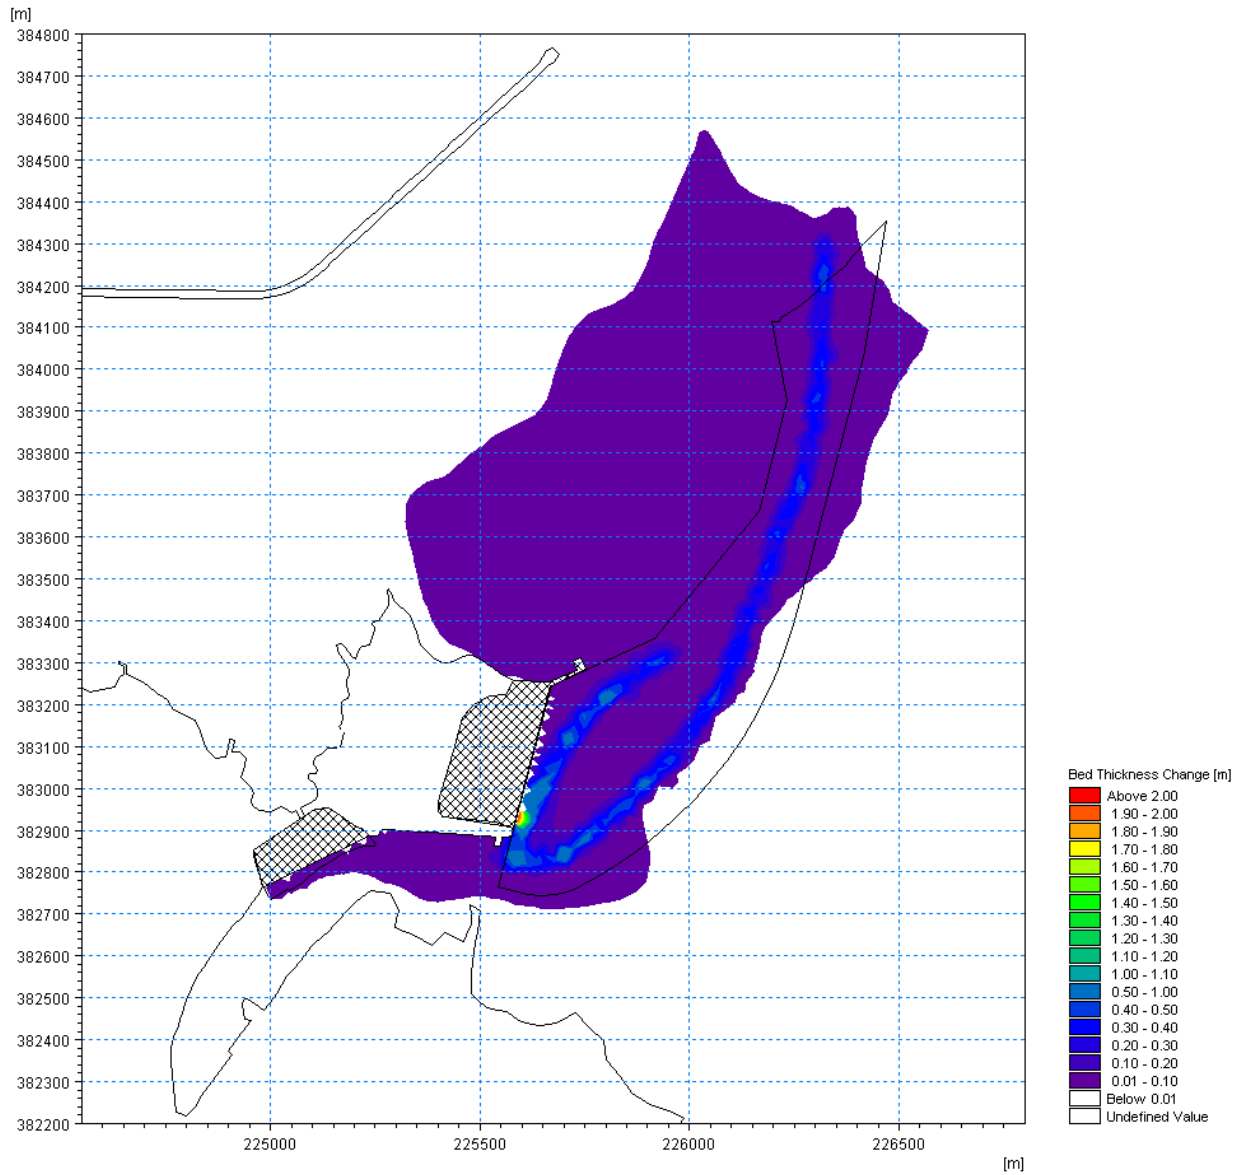 [m]
384800
384700
384600
384500
384400
384300
384200
384100
384000
383900
383800
383700
383600
383500
383400
383300
383200
383100
383000
382900
382800
382700
382600
382500
382400
382300
382200
225000 225500 226000 226500
[m]
Bed Thickness Change [m]
Above 2.00
1.90 - 2.00
1.80 - 1.90
1.70 - 1.80
1.60 - 1.70
1.50 - 1.60
1.40 - 1.50
1.30 - 1.40
1.20 - 1.30
1.10 - 1.20
1.00 - 1.10
0.50 - 1.00
0.40 - 0.50
0.30 - 0.40
0.20 - 0.30
0.10 - 0.20
0.01 - 0.10
Below 0.01
Undefined Value